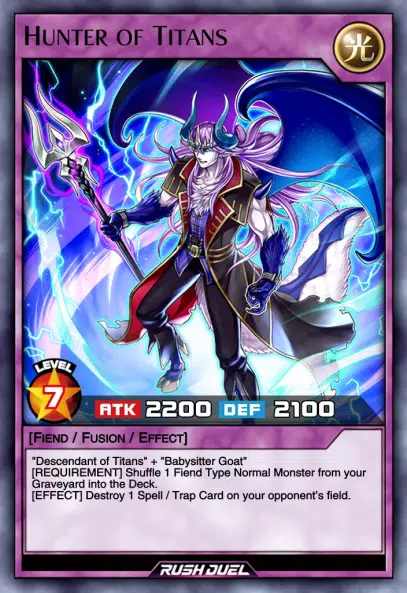 Hunter of Titans
光
LEVEL
7
ATK 2200 DEF 2100
[Fiend / Fusion / Effect]
"Descendant of Titans" + "Babysitter Goat"
[REQUIREMENT] Shuffle 1 Fiend Type Normal Monster from your
Graveyard into the Deck.
[EFFECT] Destroy 1 Spell / Trap Card on your opponent's field.
RUSH DUEL